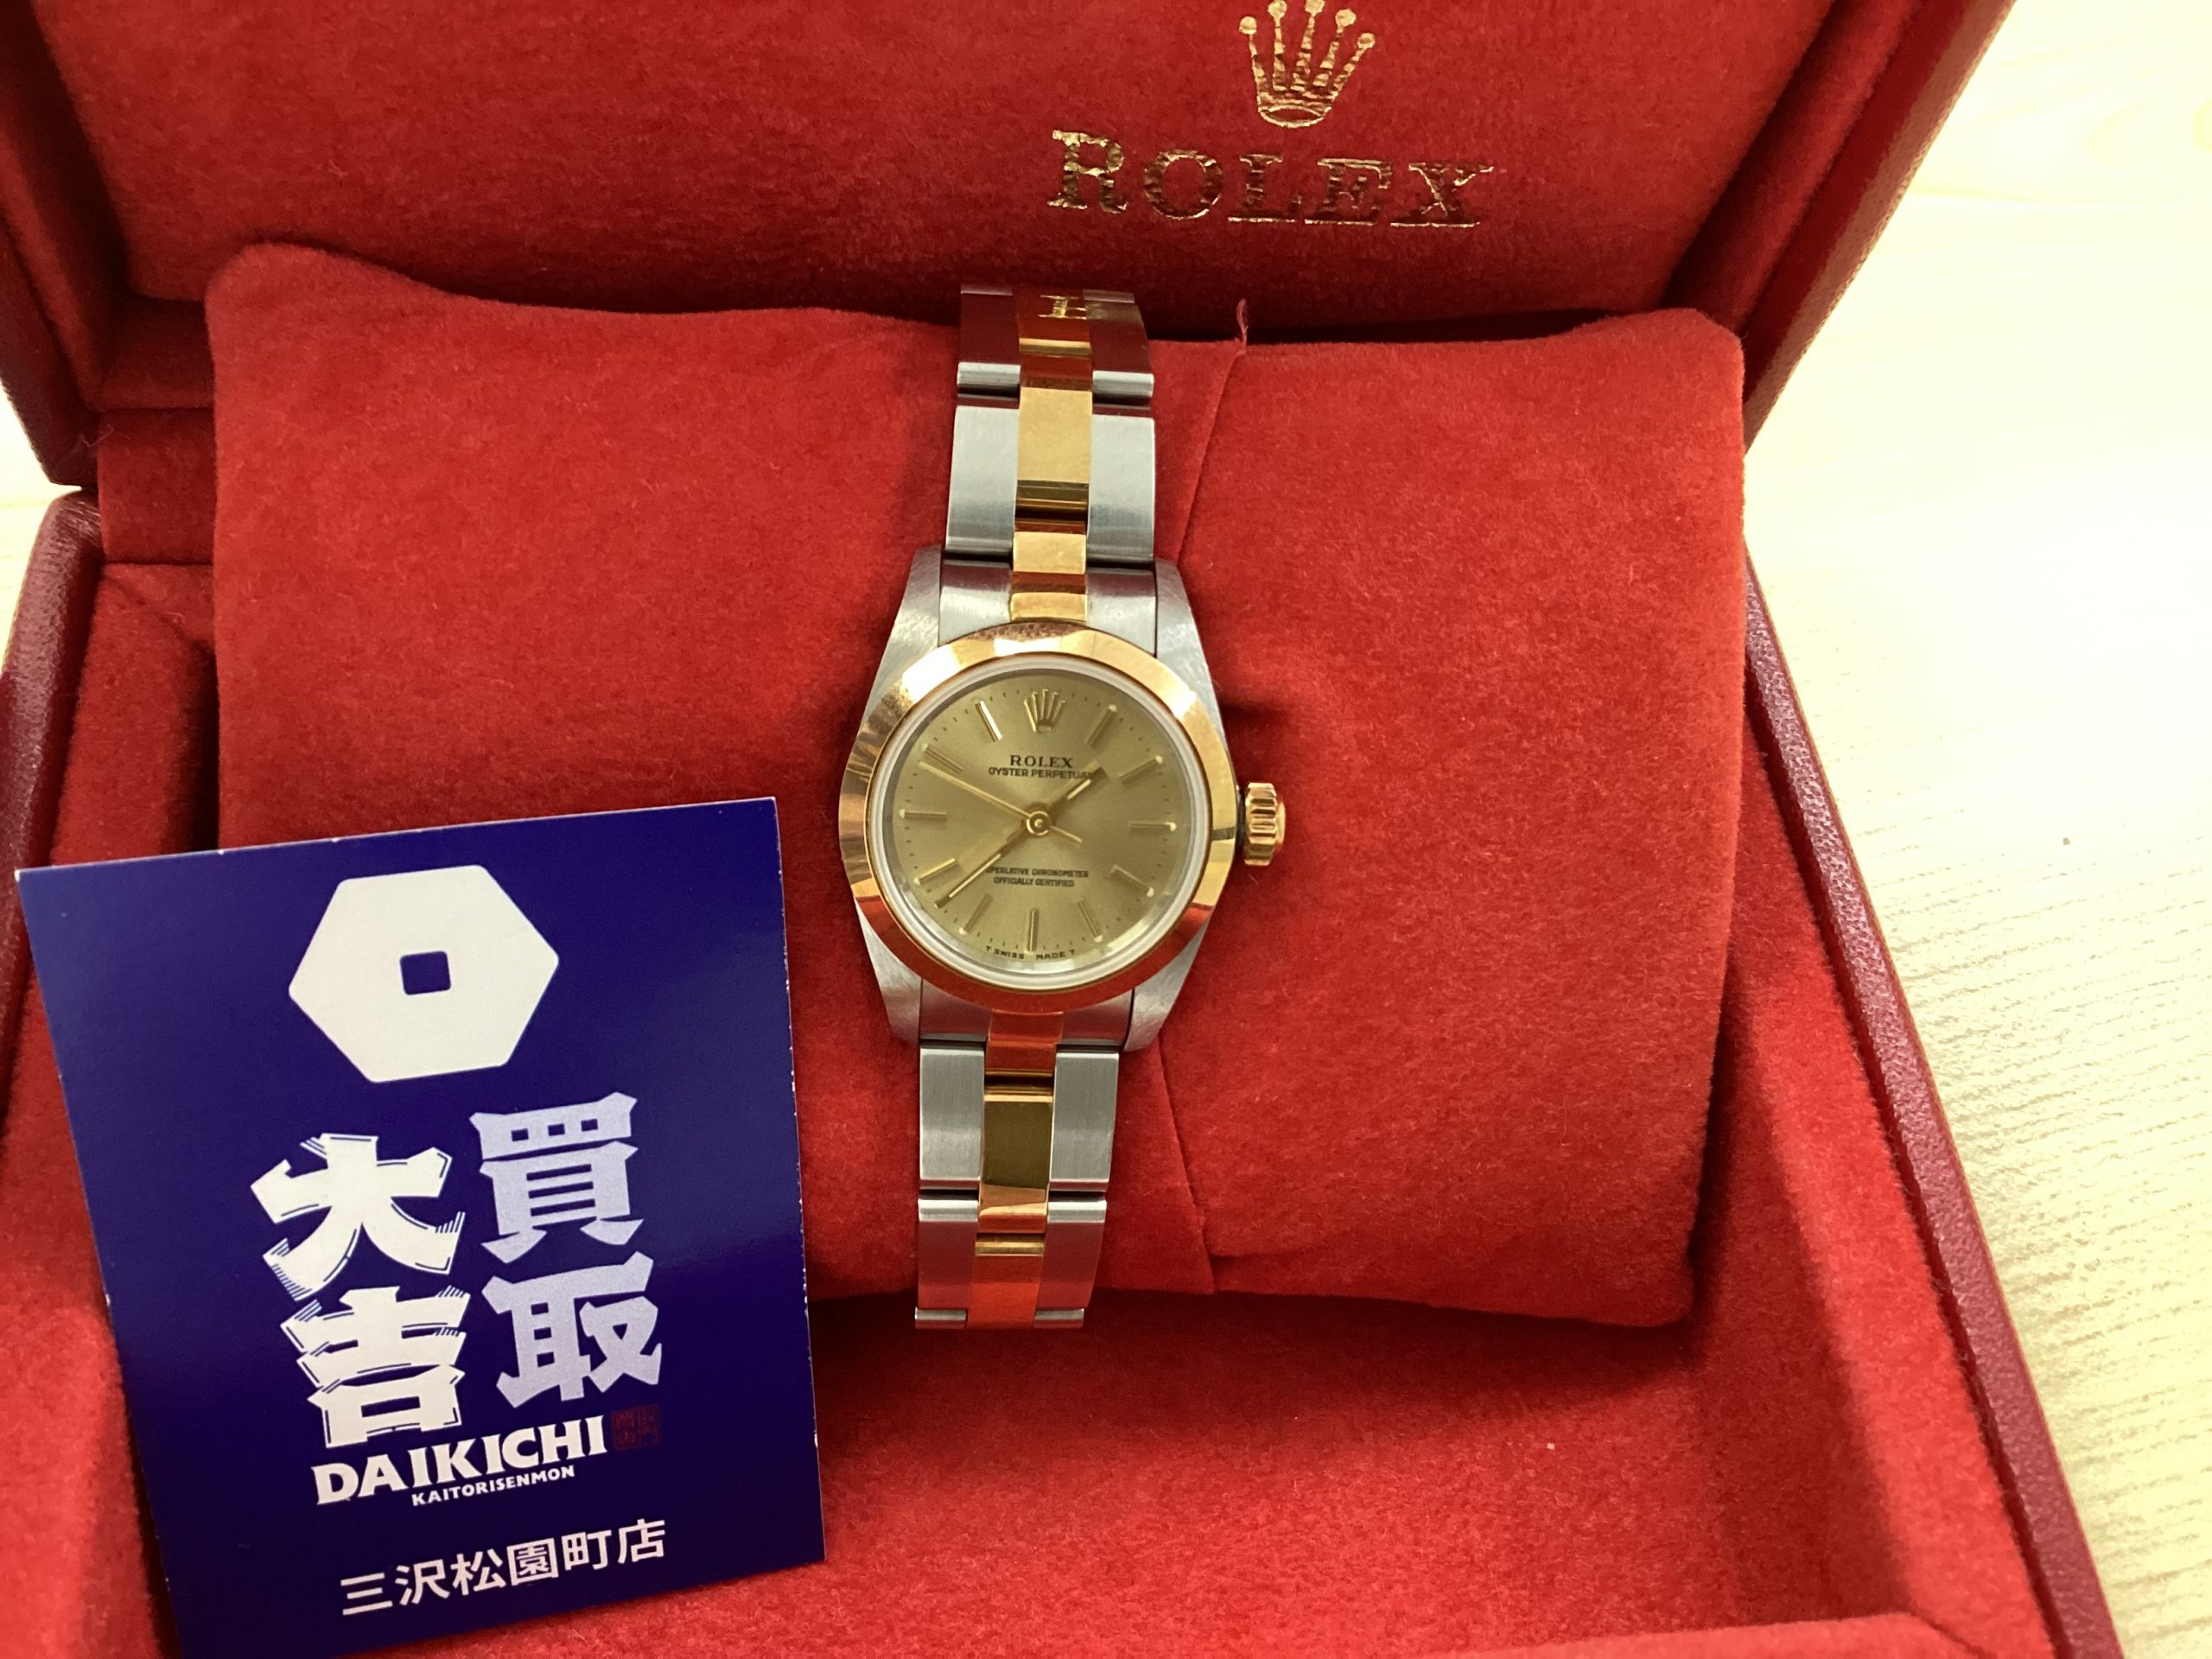 ROLEX
ROLEX
OYSTER PERPETUAL
SUPERLATIVE CHRONOMETER
OFFICIALLY CERTIFIED
T SWISS MADE T
買取
大吉
DAIKICHI
KAITORISENMON
三沢松園町店